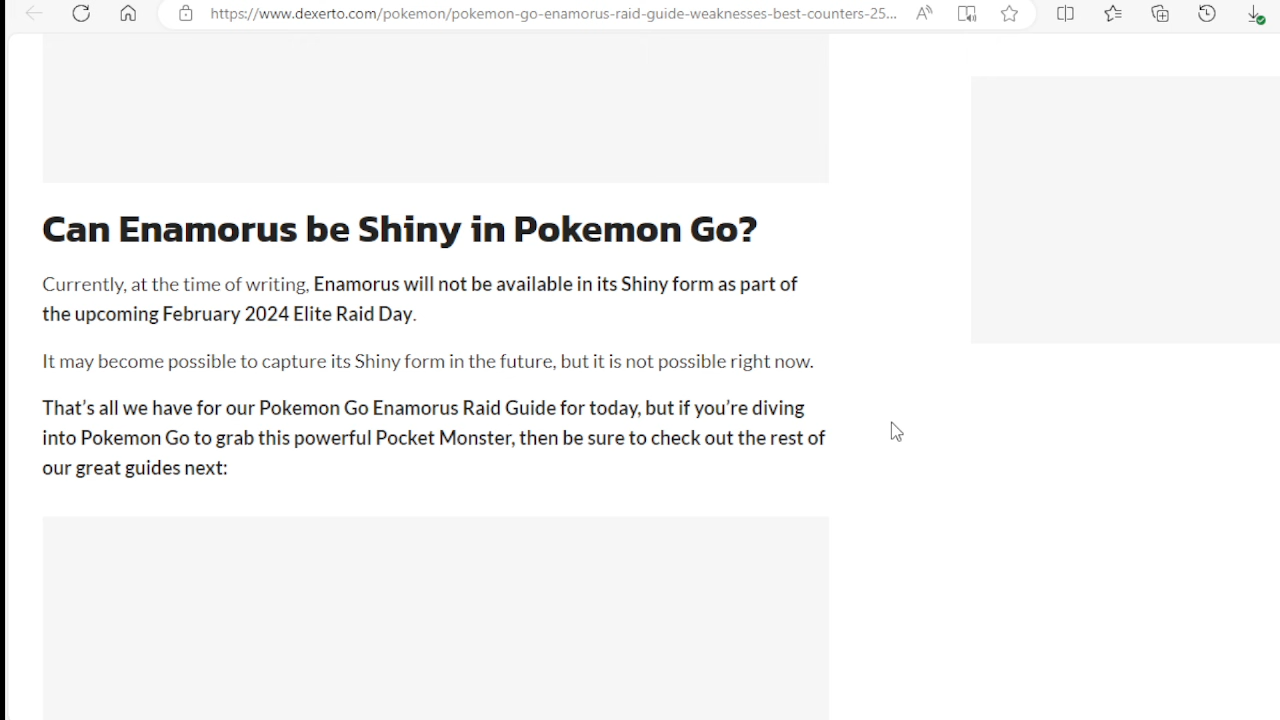 https://www.dexerto.com/pokemon/pokemon-go-enamorus-raid-guide-weaknesses-best-counters-25...
Can Enamorus be Shiny in Pokemon Go?
Currently, at the time of writing, Enamorus will not be available in its Shiny form as part of
the upcoming February 2024 Elite Raid Day.
It may become possible to capture its Shiny form in the future, but it is not possible right now.
That’s all we have for our Pokemon Go Enamorus Raid Guide for today, but if you’re diving
into Pokemon Go to grab this powerful Pocket Monster, then be sure to check out the rest of
our great guides next: